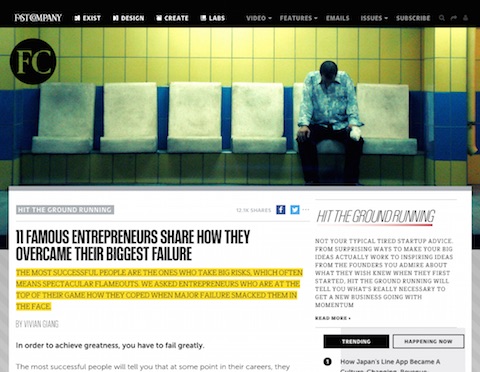 FAST COMPANY EXIST DESIGN CREATE LABS VIDEO FEATURES EMAILS ISSUES SUBSCRIBE
FC
HIT THE GROUND RUNNING
12.1K SHARES
11 FAMOUS ENTREPRENEURS SHARE HOW THEY
OVERCAME THEIR BIGGEST FAILURE
THE MOST SUCCESSFUL PEOPLE ARE THE ONES WHO TAKE BIG RISKS, WHICH OFTEN
MEANS SPECTACULAR FLAMEOUTS. WE ASKED ENTREPRENEURS WHO ARE AT THE
TOP OF THEIR GAME HOW THEY COPED WHEN MAJOR FAILURE SMACKED THEM IN
THE FACE.
BY VIVIAN GIANG
In order to achieve greatness, you have to fail greatly.
The most successful people will tell you that at some point in their careers, they
HIT THE GROUND RUNNING
NOT YOUR TYPICAL TIRED STARTUP ADVICE.
FROM SURPRISING WAYS TO MAKE YOUR BIG
IDEAS ACTUALLY WORK TO INSPIRING IDEAS
FROM THE FOUNDERS YOU ADMIRE ABOUT
WHAT THEY WISH KNEW WHEN THEY FIRST
STARTED, HIT THE GROUND RUNNING WILL
TELL YOU WHAT'S REALLY NECESSARY TO
GET A NEW BUSINESS GOING WITH
MOMENTUM
READ MORE
TRENDING HAPPENING NOW
1 How Japan's Line App Became A
Culture-Changing, Revenue-